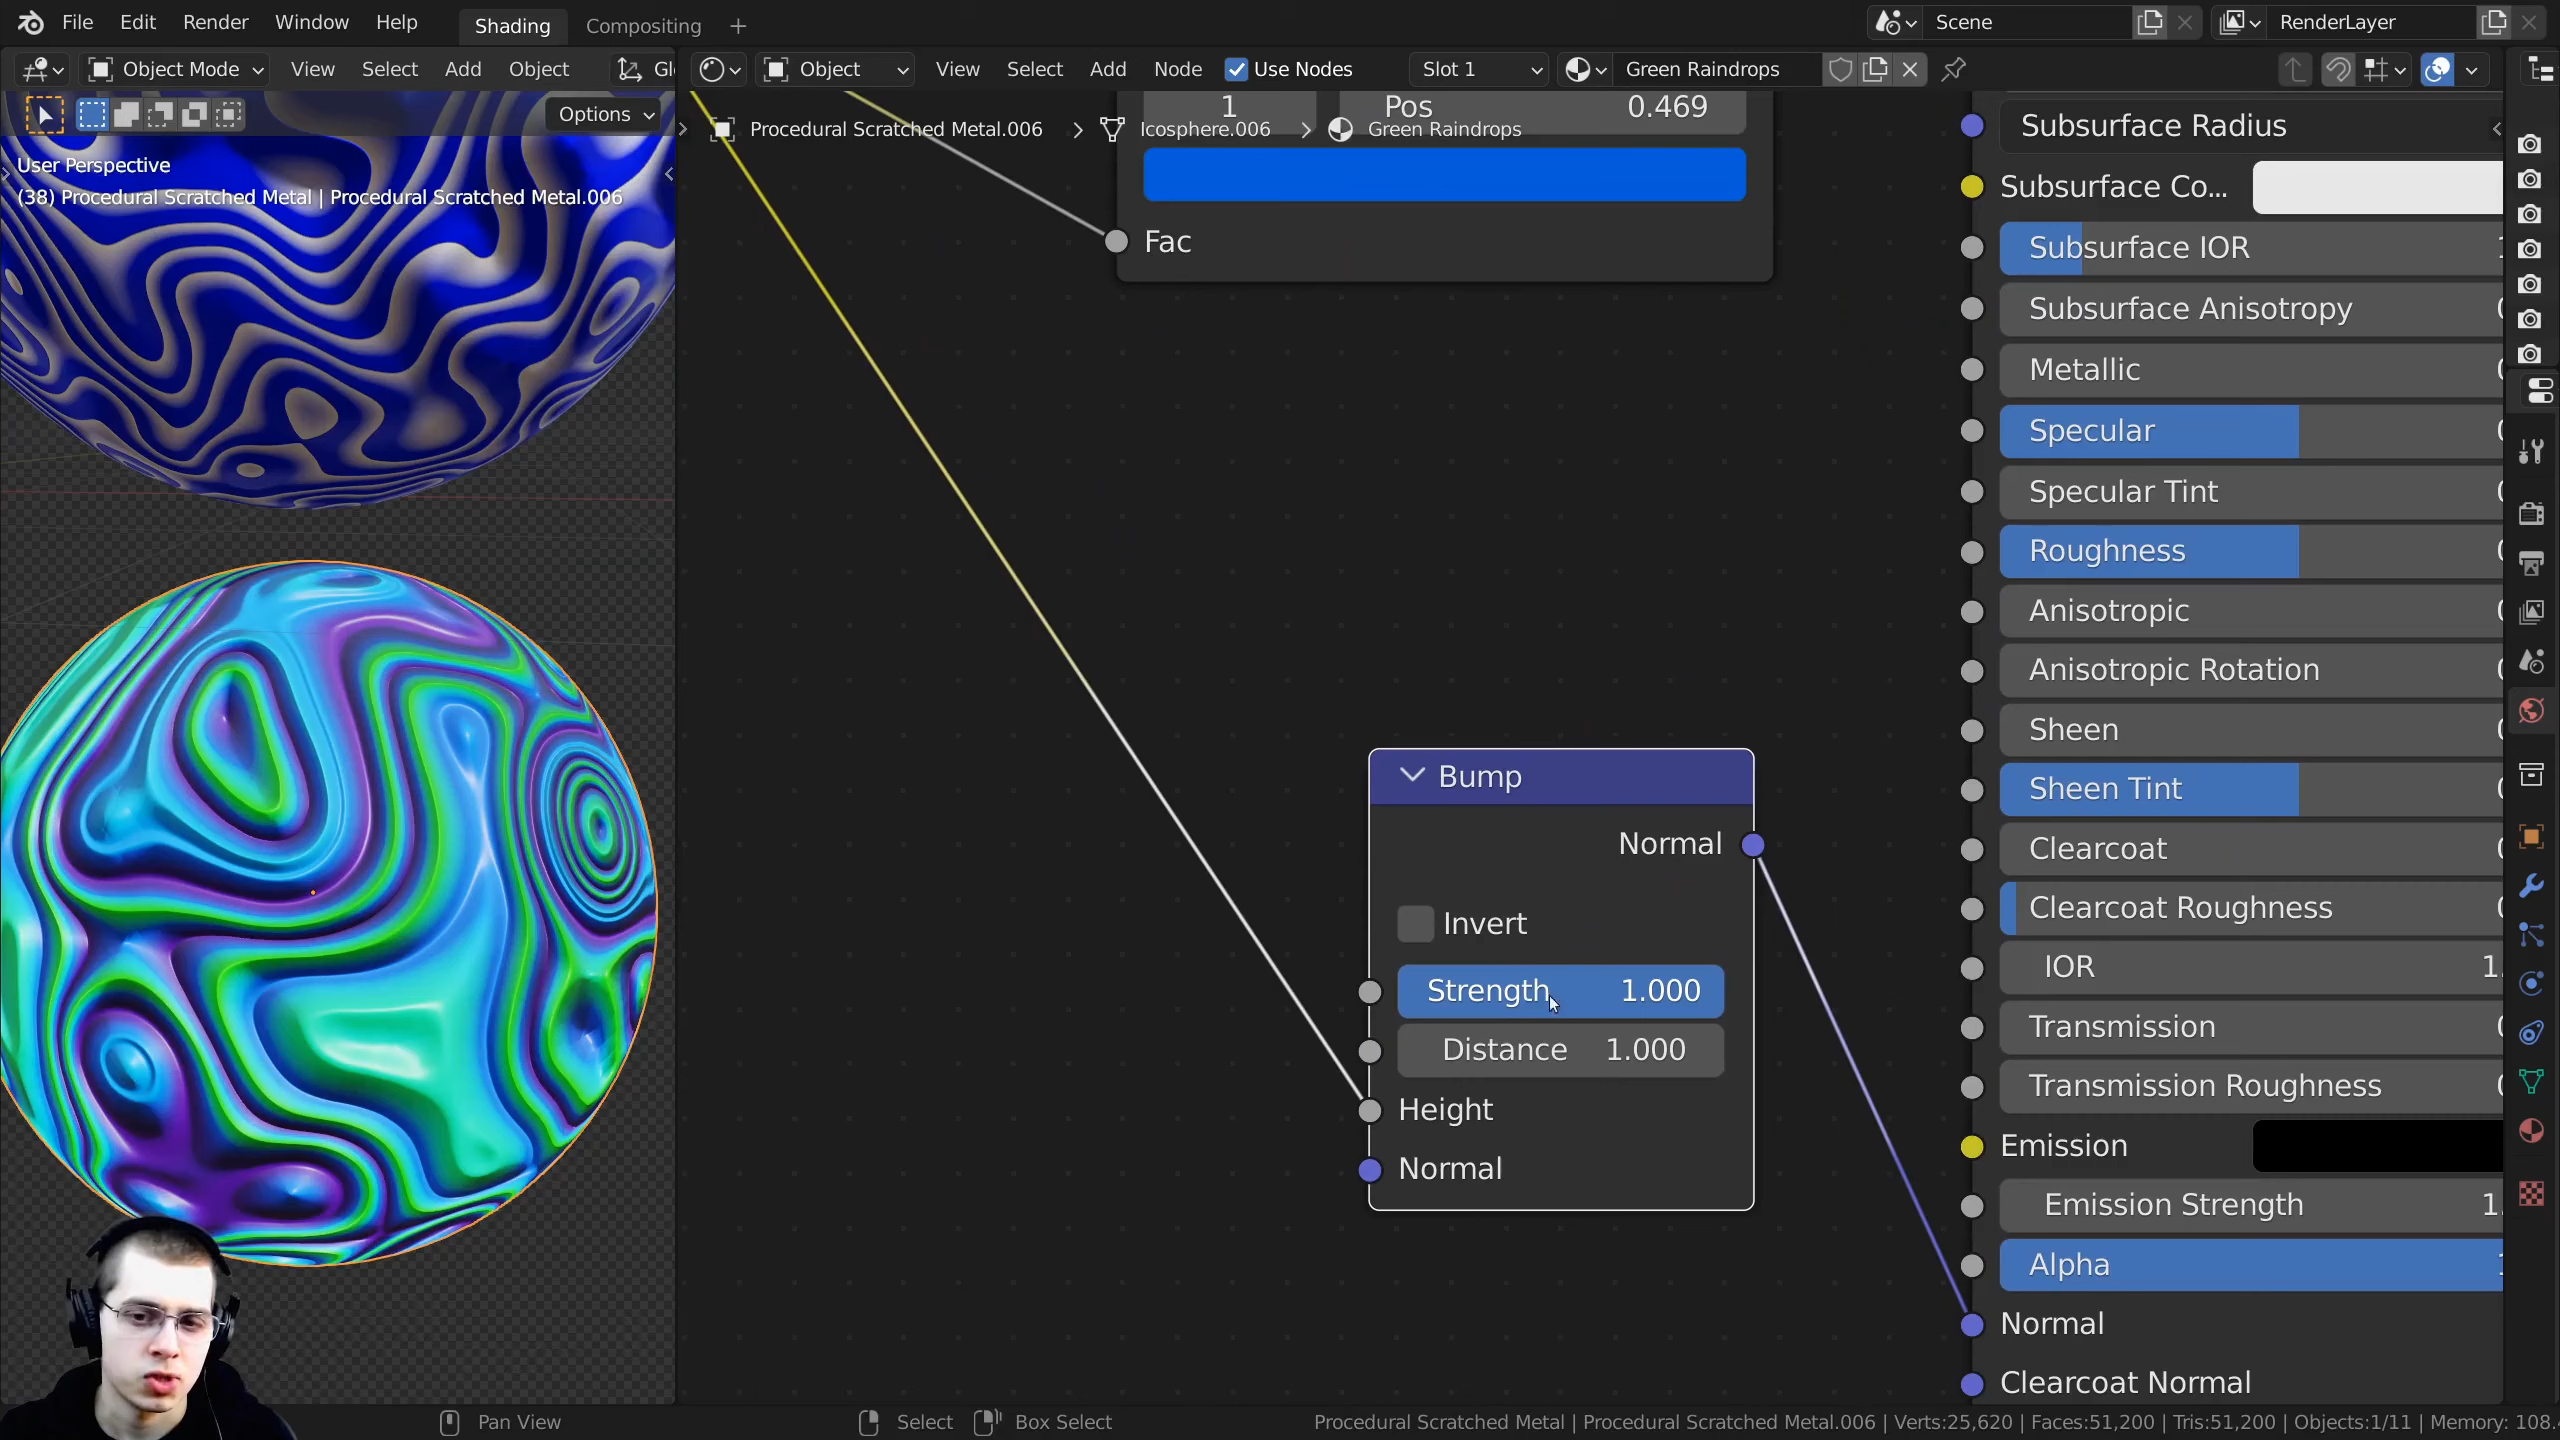 File Edit Render Window Help Shading Compositing + Scene RenderLayer
Object Mode View Select Add Object Gl Object View Select Add Node Use Nodes Slot 1 Green Raindrops
Options
1 Pos 0.469
Procedural Scratched Metal.006 > Icosphere.006 > Green Raindrops
User Perspective
(38) Procedural Scratched Metal | Procedural Scratched Metal.006
Fac
Bump
Normal
Invert
Strength 1.000
Distance 1.000
Height
Normal
Subsurface Radius
Subsurface Co...
Subsurface IOR
Subsurface Anisotropy
Metallic
Specular
Specular Tint
Roughness
Anisotropic
Anisotropic Rotation
Sheen
Sheen Tint
Clearcoat
Clearcoat Roughness
IOR 1.
Transmission
Transmission Roughness
Emission
Emission Strength 1.
Alpha
Normal
Clearcoat Normal
Pan View Select Box Select Procedural Scratched Metal | Procedural Scratched Metal.006 | Verts:25,620 | Faces:51,200 | Tris:51,200 | Objects:1/11 | Memory: 108.